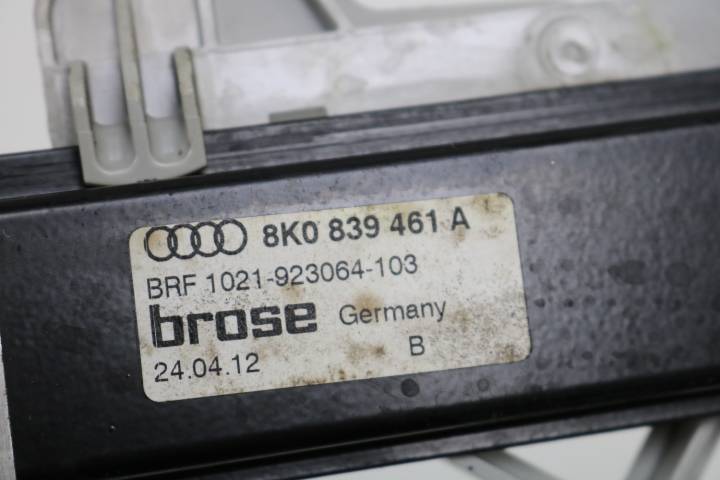 8K0 839 461 A
BRF 1021-923064-103
brose Germany
24.04.12 B